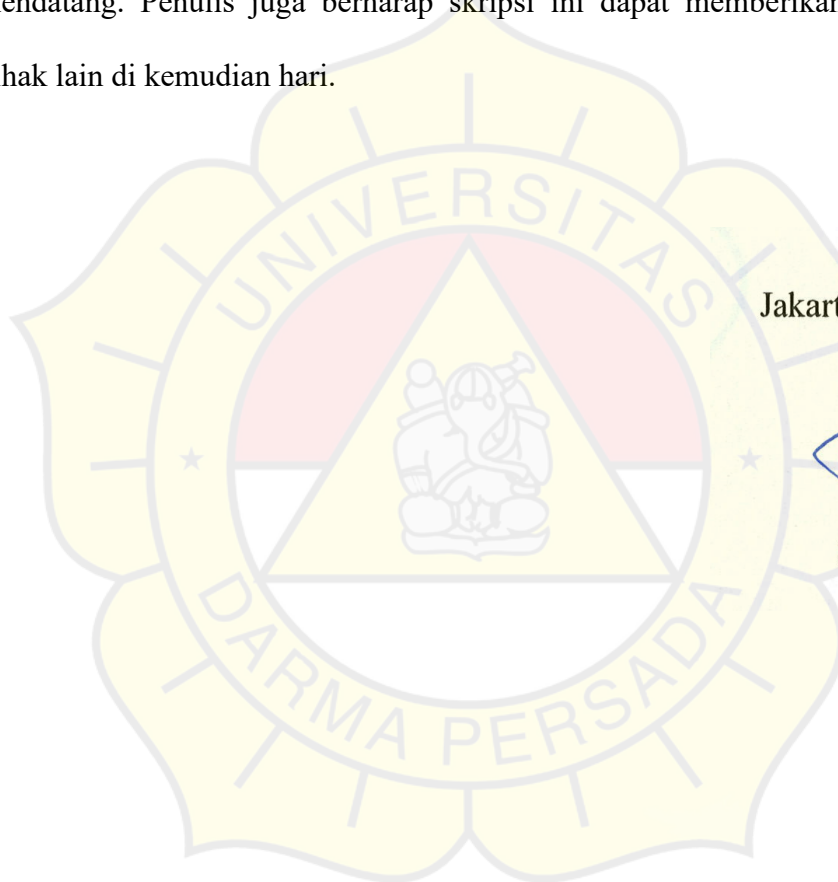 endatang. Penulis juga berharap skripsi ini dapat memberikan
hak lain di kemudian hari.
UNIVERSITAS
Jakart
DARMA PERSADA